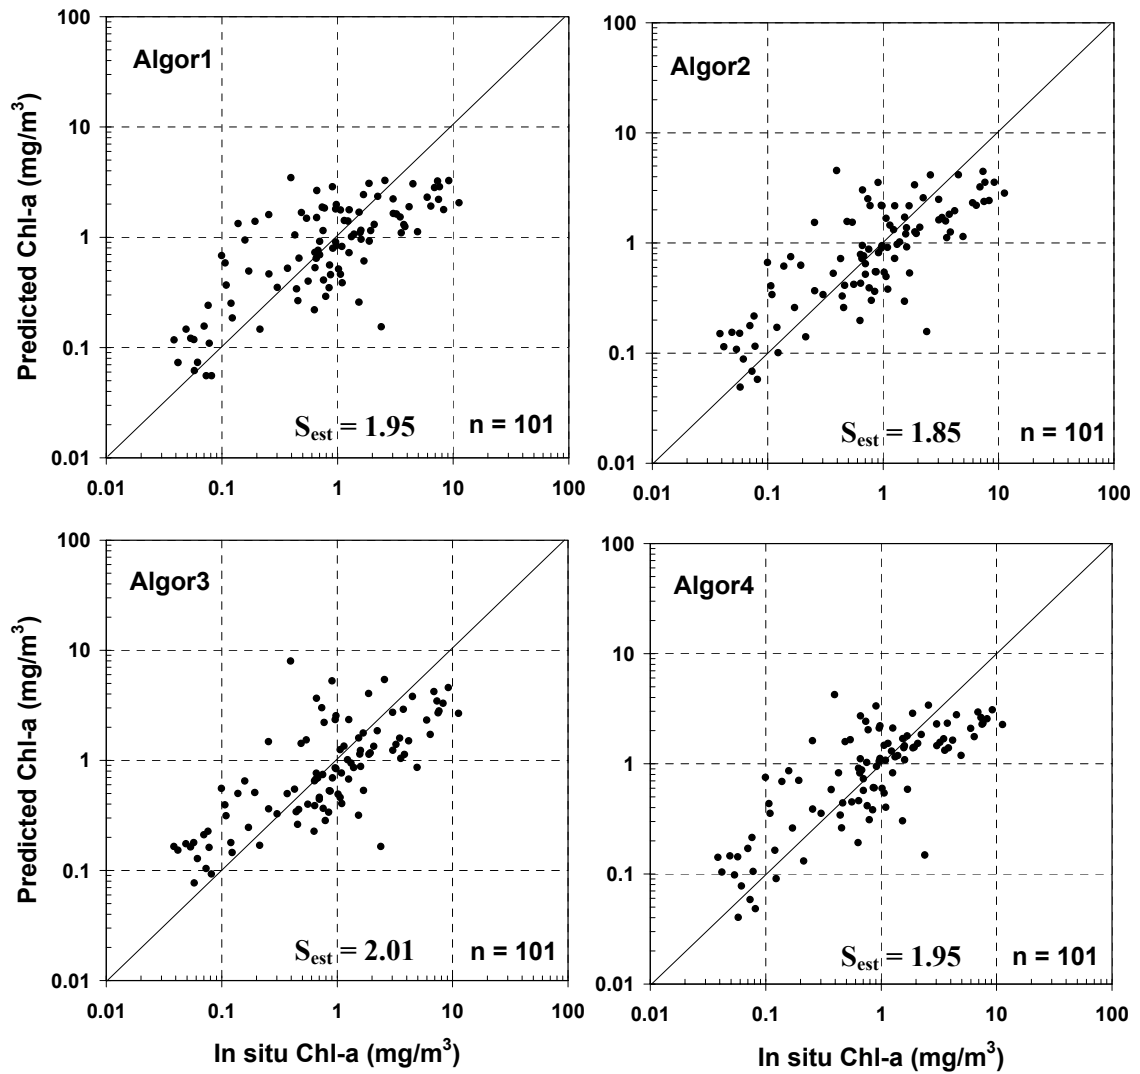 100
Algor1
10
1
0.1
0.01
Predicted Chl-a (mg/m³)
S_est = 1.95
n = 101
0.01 0.1 1 10 100
100
Algor2
10
1
0.1
0.01
S_est = 1.85
n = 101
0.01 0.1 1 10 100
100
Algor3
10
1
0.1
0.01
Predicted Chl-a (mg/m³)
S_est = 2.01
n = 101
0.01 0.1 1 10 100
In situ Chl-a (mg/m³)
100
Algor4
10
1
0.1
0.01
S_est = 1.95
n = 101
0.01 0.1 1 10 100
In situ Chl-a (mg/m³)